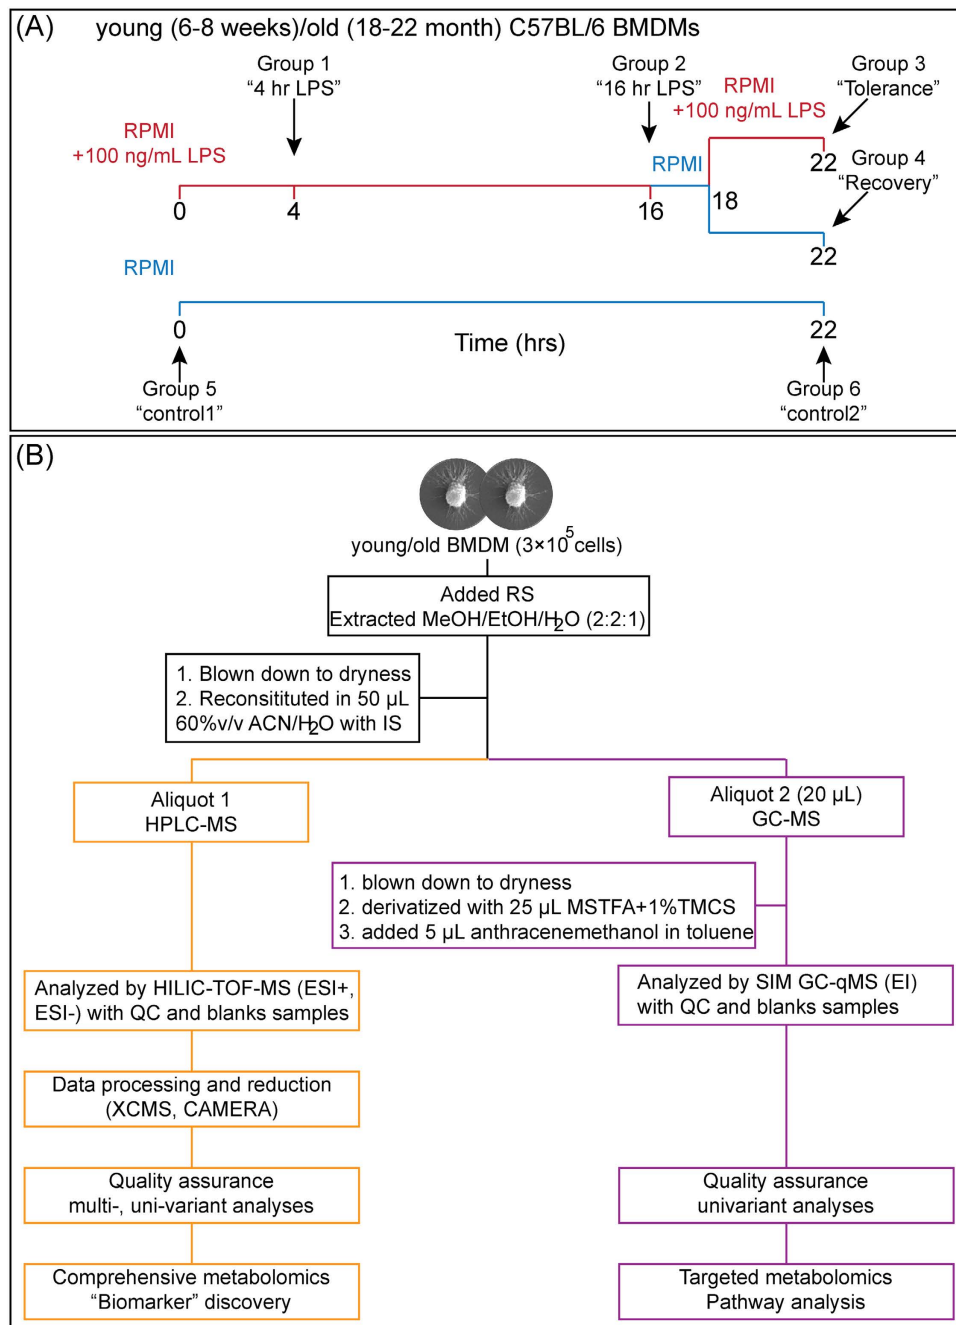 (A) young (6-8 weeks)/old (18-22 month) C57BL/6 BMDMs
Group 1
“4 hr LPS”
Group 2
“16 hr LPS”
Group 3
“Tolerance”
RPMI
+100 ng/mL LPS
RPMI
+100 ng/mL LPS
RPMI
Group 4
“Recovery”
0
4
16
18
22
22
RPMI
0
22
Time (hrs)
Group 5
“control1”
Group 6
“control2”
(B)
young/old BMDM (3×10⁵cells)
Added RS
Extracted MeOH/EtOH/H₂O (2:2:1)
1. Blown down to dryness
2. Reconsitituted in 50 µL
60%v/v ACN/H₂O with IS
Aliquot 1
HPLC-MS
Aliquot 2 (20 µL)
GC-MS
1. blown down to dryness
2. derivatized with 25 µL MSTFA+1%TMCS
3. added 5 µL anthracenemethanol in toluene
Analyzed by HILIC-TOF-MS (ESI+,
ESI-) with QC and blanks samples
Analyzed by SIM GC-qMS (EI)
with QC and blanks samples
Data processing and reduction
(XCMS, CAMERA)
Quality assurance
multi-, uni-variant analyses
Quality assurance
univariant analyses
Comprehensive metabolomics
“Biomarker” discovery
Targeted metabolomics
Pathway analysis